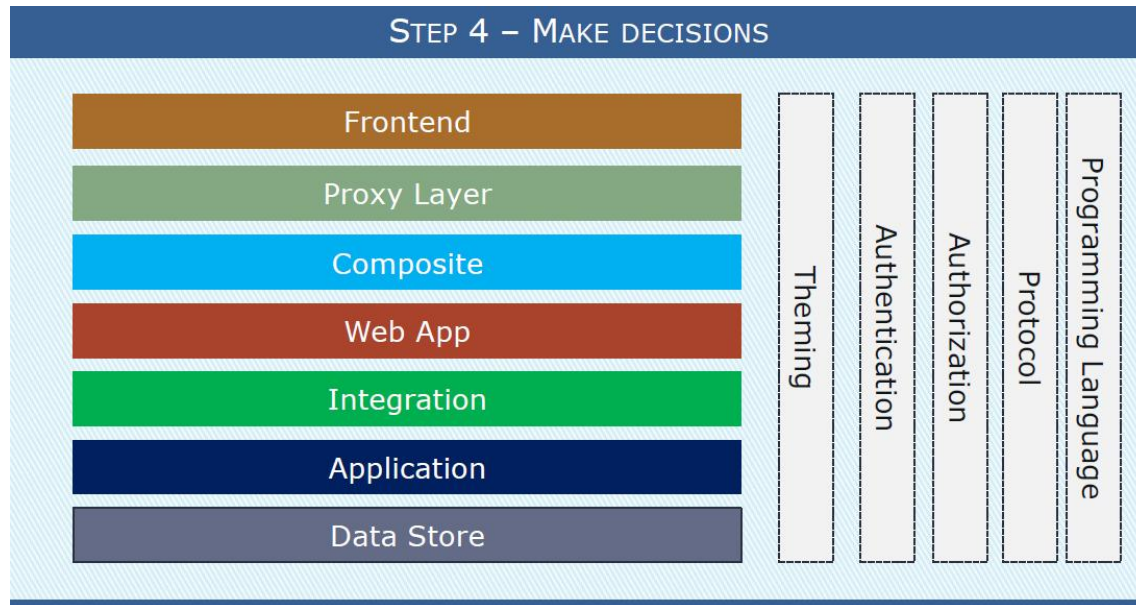 STEP 4 – MAKE DECISIONS
Frontend
Proxy Layer
Composite
Web App
Integration
Application
Data Store
Theming
Authentication
Authorization
Protocol
Programming Language